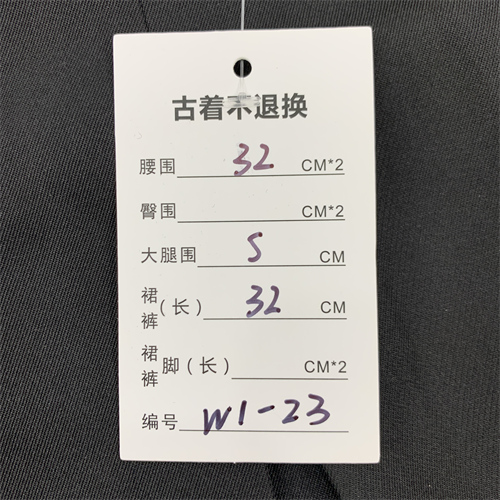 古着不退换
腰围 32 CM*2
臀围 CM*2
大腿围 S CM
裙裤(长) 32 CM
裙裤脚(长) CM*2
编号 W1-23